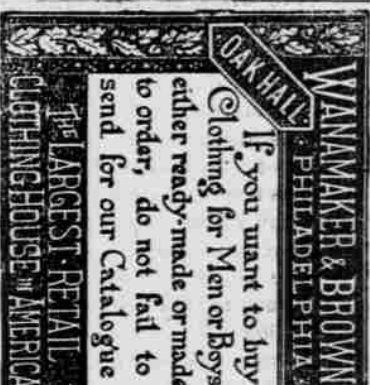 WANAMAKER & BROWN
PHILADELPHIA
OAK HALL
If you want to buy
Clothing for Men or Boys
either ready-made or made
to order, do not fail to
send for our Catalogue
THE LARGEST RETAIL
CLOTHING HOUSE IN AMERICA